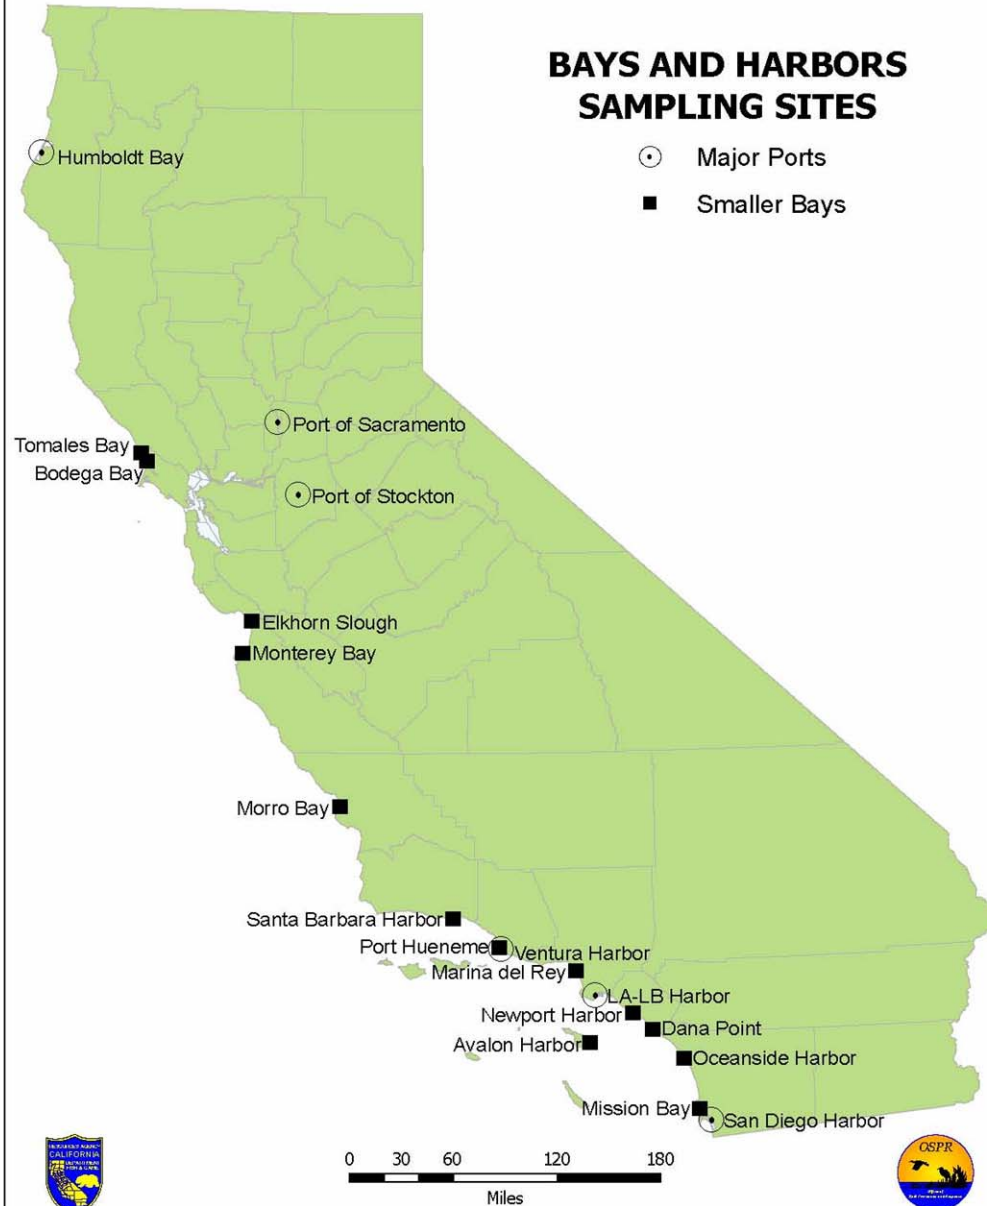 BAYS AND HARBORS
SAMPLING SITES
Major Ports
Smaller Bays
Humboldt Bay
Port of Sacramento
Tomales Bay
Bodega Bay
Port of Stockton
Elkhorn Slough
Monterey Bay
Morro Bay
Santa Barbara Harbor
Port Hueneme
Ventura Harbor
Marina del Rey
LA-LB Harbor
Newport Harbor
Dana Point
Avalon Harbor
Oceanside Harbor
Mission Bay
San Diego Harbor
0 30 60 120 180
Miles
CALIFORNIA
OSPR